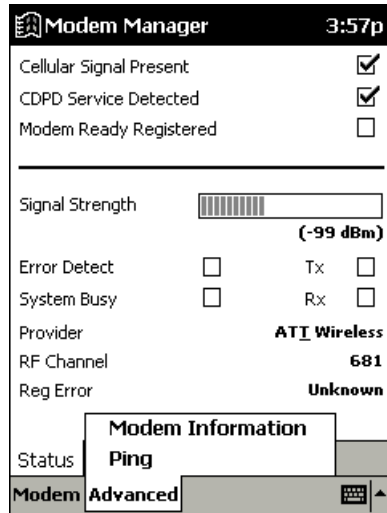 Modem Manager 3:57p
Cellular Signal Present
CDPD Service Detected
Modem Ready Registered
Signal Strength
(-99 dBm)
Error Detect Tx
System Busy Rx
Provider ATT Wireless
RF Channel 681
Reg Error Unknown
Modem Information
Status Ping
Modem Advanced